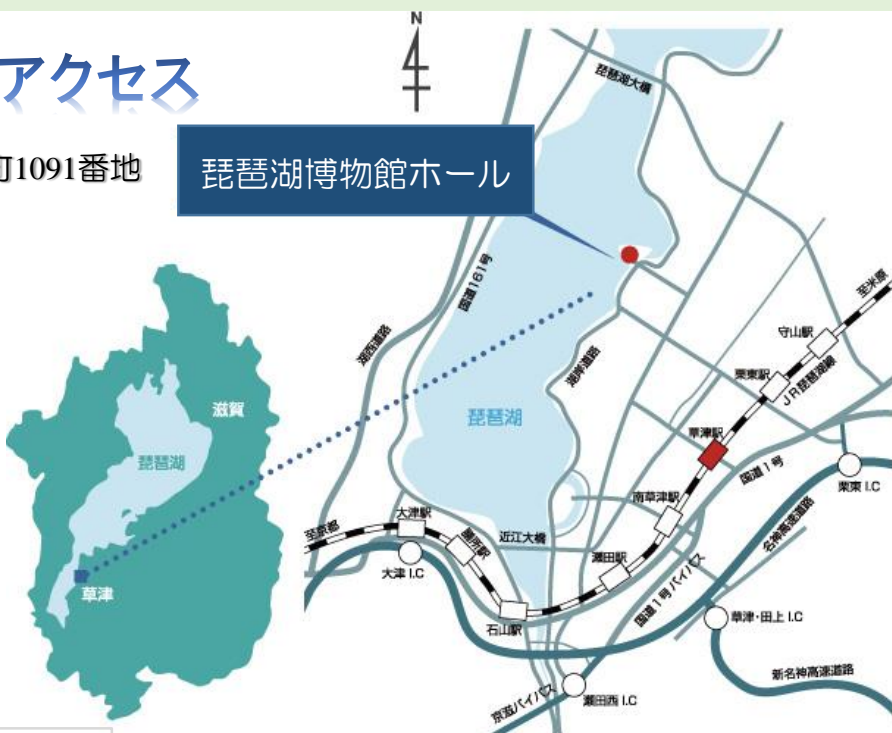 N
アクセス
町1091番地
琵琶湖博物館ホール
琵琶湖大橋
国道161号
湖西道路
湖岸道路
至米原
守山駅
栗東駅
JR琵琶湖線
滋賀
琵琶湖
草津
琵琶湖
草津駅
国道1号
栗東 I.C
南草津駅
名神高速道路
至京都
大津駅
膳所駅
近江大橋
瀬田駅
大津 I.C
国道1号バイパス
石山駅
草津・田上 I.C
新名神高速道路
瀬田西 I.C
京滋バイパス